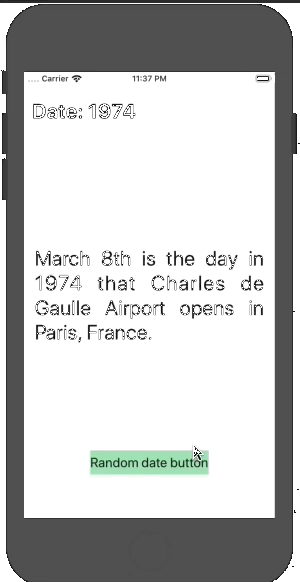 Carrier 11:37 PM
Date: 1974
March 8th is the day in
1974 that Charles de
Gaulle Airport opens in
Paris, France.
Random date button